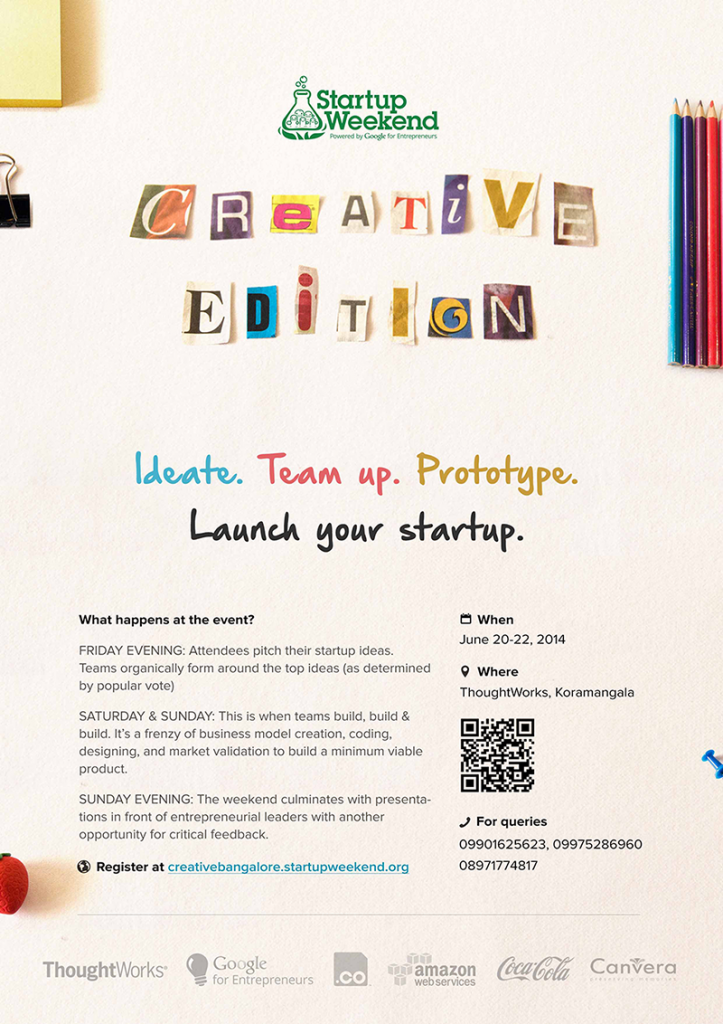 Startup
Weekend
Powered by Google for Entrepreneurs
CReATiVE
EDiTION
Ideate. Team up. Prototype.
Launch your startup.
What happens at the event?
FRIDAY EVENING: Attendees pitch their startup ideas.
Teams organically form around the top ideas (as determined
by popular vote)
SATURDAY & SUNDAY: This is when teams build, build &
build. It's a frenzy of business model creation, coding,
designing, and market validation to build a minimum viable
product.
SUNDAY EVENING: The weekend culminates with presenta-
tions in front of entrepreneurial leaders with another
opportunity for critical feedback.
Register at creativebangalore.startupweekend.org
When
June 20-22, 2014
Where
ThoughtWorks, Koramangala
For queries
09901625623, 09975286960
08971774817
ThoughtWorks®
Google
for Entrepreneurs
.co
amazon
web services
Coca-Cola
Canvera